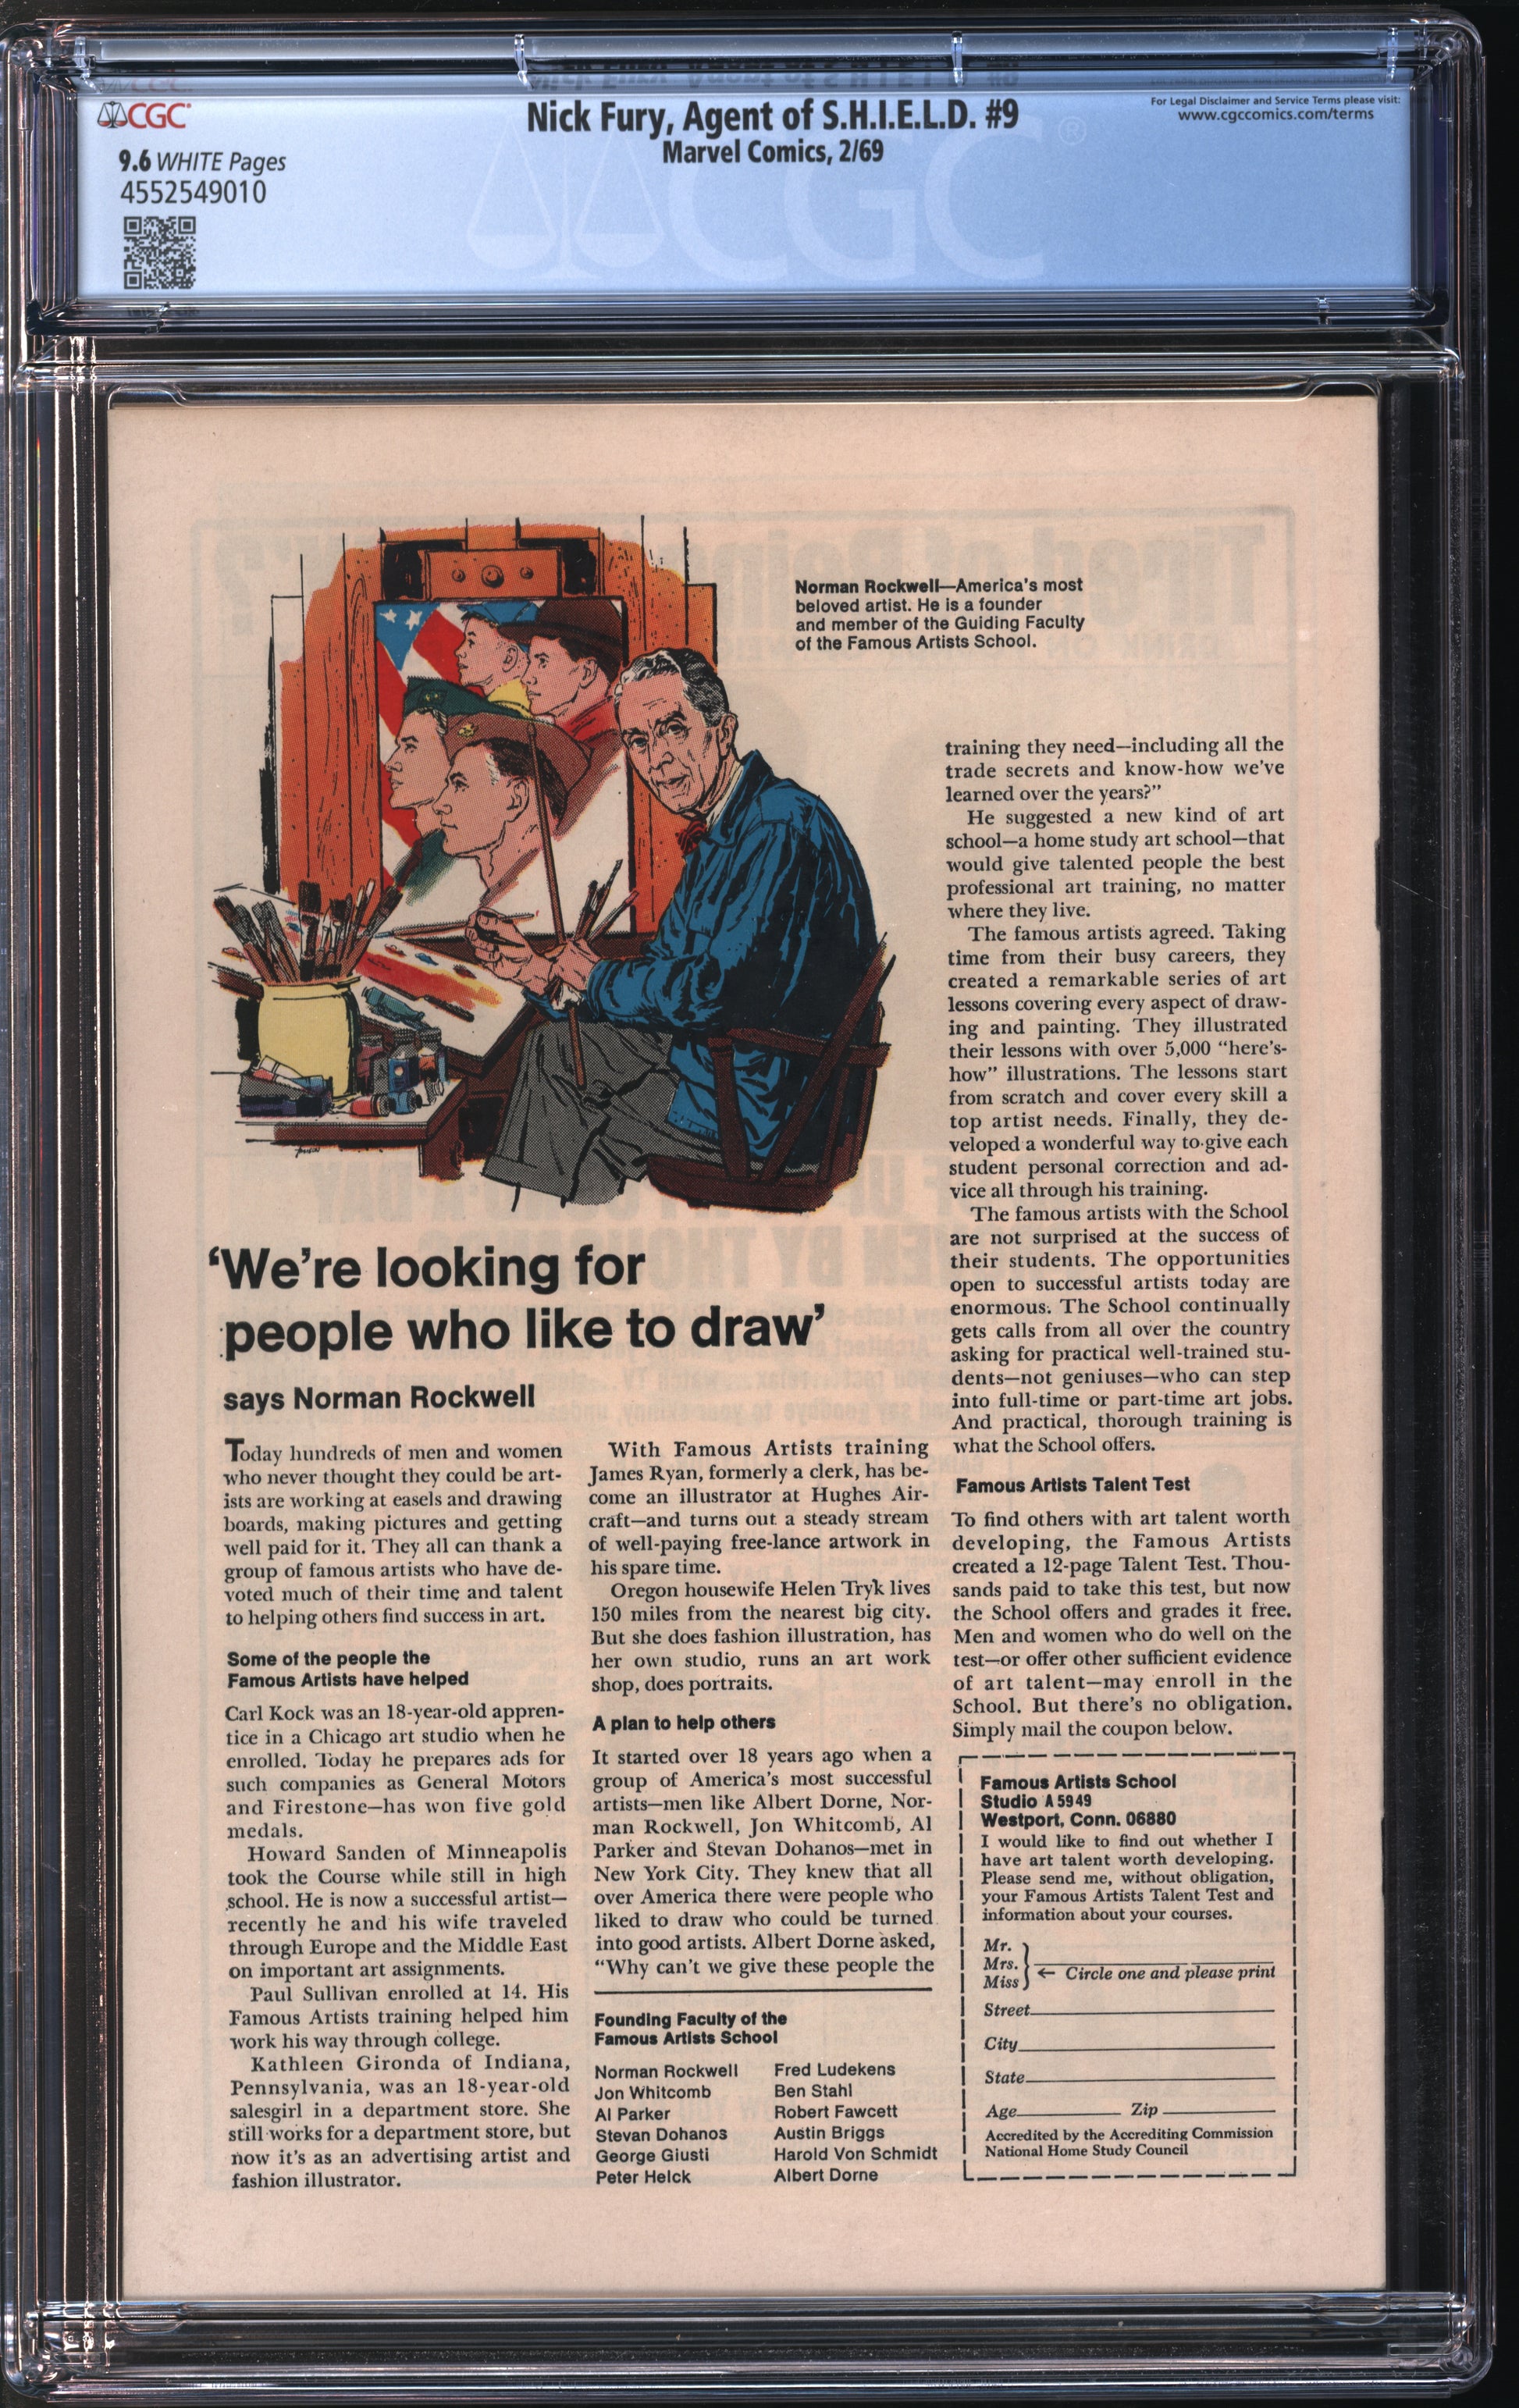 CGC
Nick Fury, Agent of S.H.I.E.L.D. #9
Marvel Comics, 2/69
For Legal Disclaimer and Service Terms please visit:
www.cgccomics.com/terms
9.6 WHITE Pages
4552549010
CGC®
Norman Rockwell—America's most
beloved artist. He is a founder
and member of the Guiding Faculty
of the Famous Artists School.
'We're looking for
people who like to draw'
says Norman Rockwell
Today hundreds of men and women
who never thought they could be art-
ists are working at easels and drawing
boards, making pictures and getting
well paid for it. They all can thank a
group of famous artists who have de-
voted much of their time and talent
to helping others find success in art.
Some of the people the
Famous Artists have helped
Carl Kock was an 18-year-old appren-
tice in a Chicago art studio when he
enrolled. Today he prepares ads for
such companies as General Motors
and Firestone—has won five gold
medals.
Howard Sanden of Minneapolis
took the Course while still in high
school. He is now a successful artist—
recently he and his wife traveled
through Europe and the Middle East
on important art assignments.
Paul Sullivan enrolled at 14. His
Famous Artists training helped him
work his way through college.
Kathleen Gironda of Indiana,
Pennsylvania, was an 18-year-old
salesgirl in a department store. She
still works for a department store, but
now it's as an advertising artist and
fashion illustrator.
With Famous Artists training
James Ryan, formerly a clerk, has be-
come an illustrator at Hughes Air-
craft—and turns out a steady stream
of well-paying free-lance artwork in
his spare time.
Oregon housewife Helen Tryk lives
150 miles from the nearest big city.
But she does fashion illustration, has
her own studio, runs an art work
shop, does portraits.
A plan to help others
It started over 18 years ago when a
group of America's most successful
artists—men like Albert Dorne, Nor-
man Rockwell, Jon Whitcomb, Al
Parker and Stevan Dohanos—met in
New York City. They knew that all
over America there were people who
liked to draw who could be turned
into good artists. Albert Dorne asked,
"Why can't we give these people the
Founding Faculty of the
Famous Artists School
Norman Rockwell
Jon Whitcomb
Al Parker
Stevan Dohanos
George Giusti
Peter Helck
Fred Ludekens
Ben Stahl
Robert Fawcett
Austin Briggs
Harold Von Schmidt
Albert Dorne
training they need—including all the
trade secrets and know-how we've
learned over the years?"
He suggested a new kind of art
school—a home study art school—that
would give talented people the best
professional art training, no matter
where they live.
The famous artists agreed. Taking
time from their busy careers, they
created a remarkable series of art
lessons covering every aspect of draw-
ing and painting. They illustrated
their lessons with over 5,000 "here's-
how" illustrations. The lessons start
from scratch and cover every skill a
top artist needs. Finally, they de-
veloped a wonderful way to give each
student personal correction and ad-
vice all through his training.
The famous artists with the School
are not surprised at the success of
their students. The opportunities
open to successful artists today are
enormous. The School continually
gets calls from all over the country
asking for practical well-trained stu-
dents—not geniuses—who can step
into full-time or part-time art jobs.
And practical, thorough training is
what the School offers.
Famous Artists Talent Test
To find others with art talent worth
developing, the Famous Artists
created a 12-page Talent Test. Thou-
sands paid to take this test, but now
the School offers and grades it free.
Men and women who do well on the
test—or offer other sufficient evidence
of art talent—may enroll in the
School. But there's no obligation.
Simply mail the coupon below.
Famous Artists School
Studio A 5949
Westport, Conn. 06880
I would like to find out whether I
have art talent worth developing.
Please send me, without obligation,
your Famous Artists Talent Test and
information about your courses.
Mr.
Mrs.
Miss
← Circle one and please print
Street
City
State
Age Zip
Accredited by the Accrediting Commission
National Home Study Council